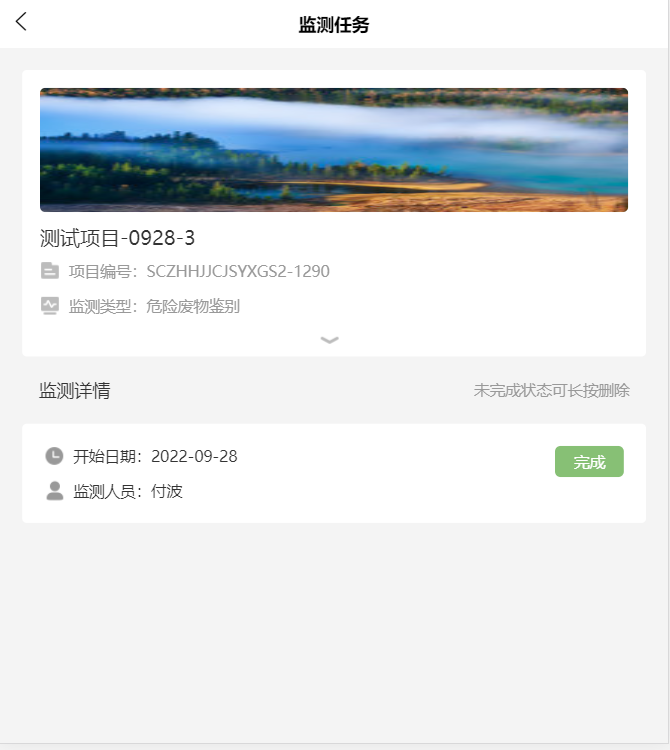 监测任务
测试项目-0928-3
项目编号：SCZHHJJCJSYXGS2-1290
监测类型：危险废物鉴别
监测详情
未完成状态可长按删除
开始日期：2022-09-28
完成
监测人员：付波